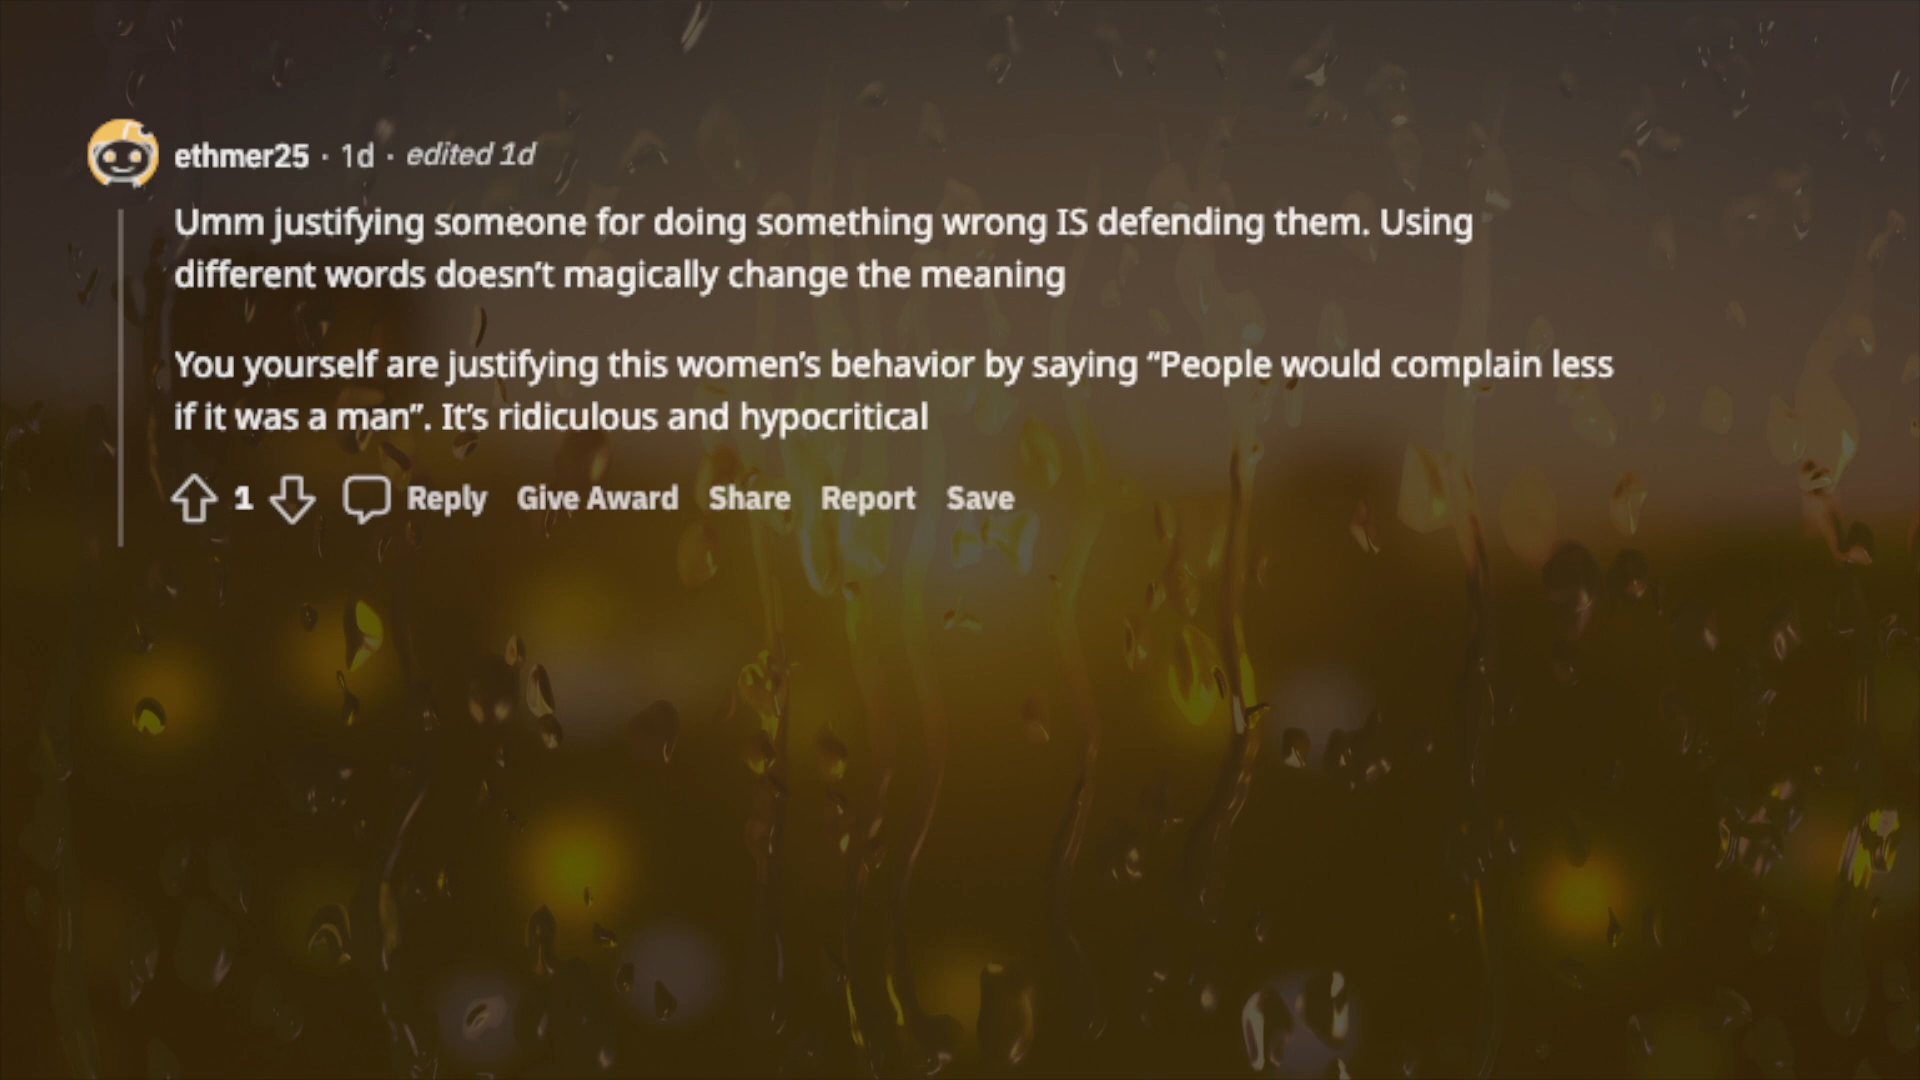 ethmer25 · 1d · edited 1d
Umm justifying someone for doing something wrong IS defending them. Using
different words doesn’t magically change the meaning
You yourself are justifying this women’s behavior by saying “People would complain less
if it was a man”. It’s ridiculous and hypocritical
1 Reply Give Award Share Report Save